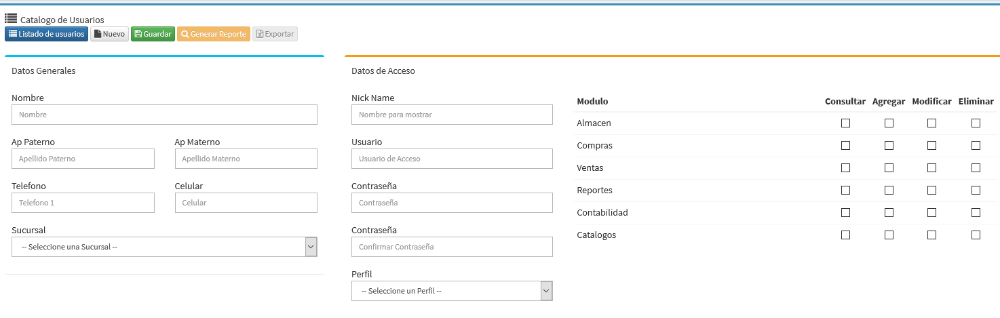 Catalogo de Usuarios
Listado de usuarios Nuevo Guardar Generar Reporte Exportar
Datos Generales
Nombre
Nombre
Ap Paterno Ap Materno
Apellido Paterno Apellido Materno
Telefono Celular
Telefono 1 Celular
Sucursal
-- Seleccione una Sucursal --
Datos de Acceso
Nick Name
Nombre para mostrar
Usuario
Usuario de Acceso
Contraseña
Contraseña
Contraseña
Confirmar Contraseña
Perfil
-- Seleccione un Perfil --
Modulo Consultar Agregar Modificar Eliminar
Almacen
Compras
Ventas
Reportes
Contabilidad
Catalogos